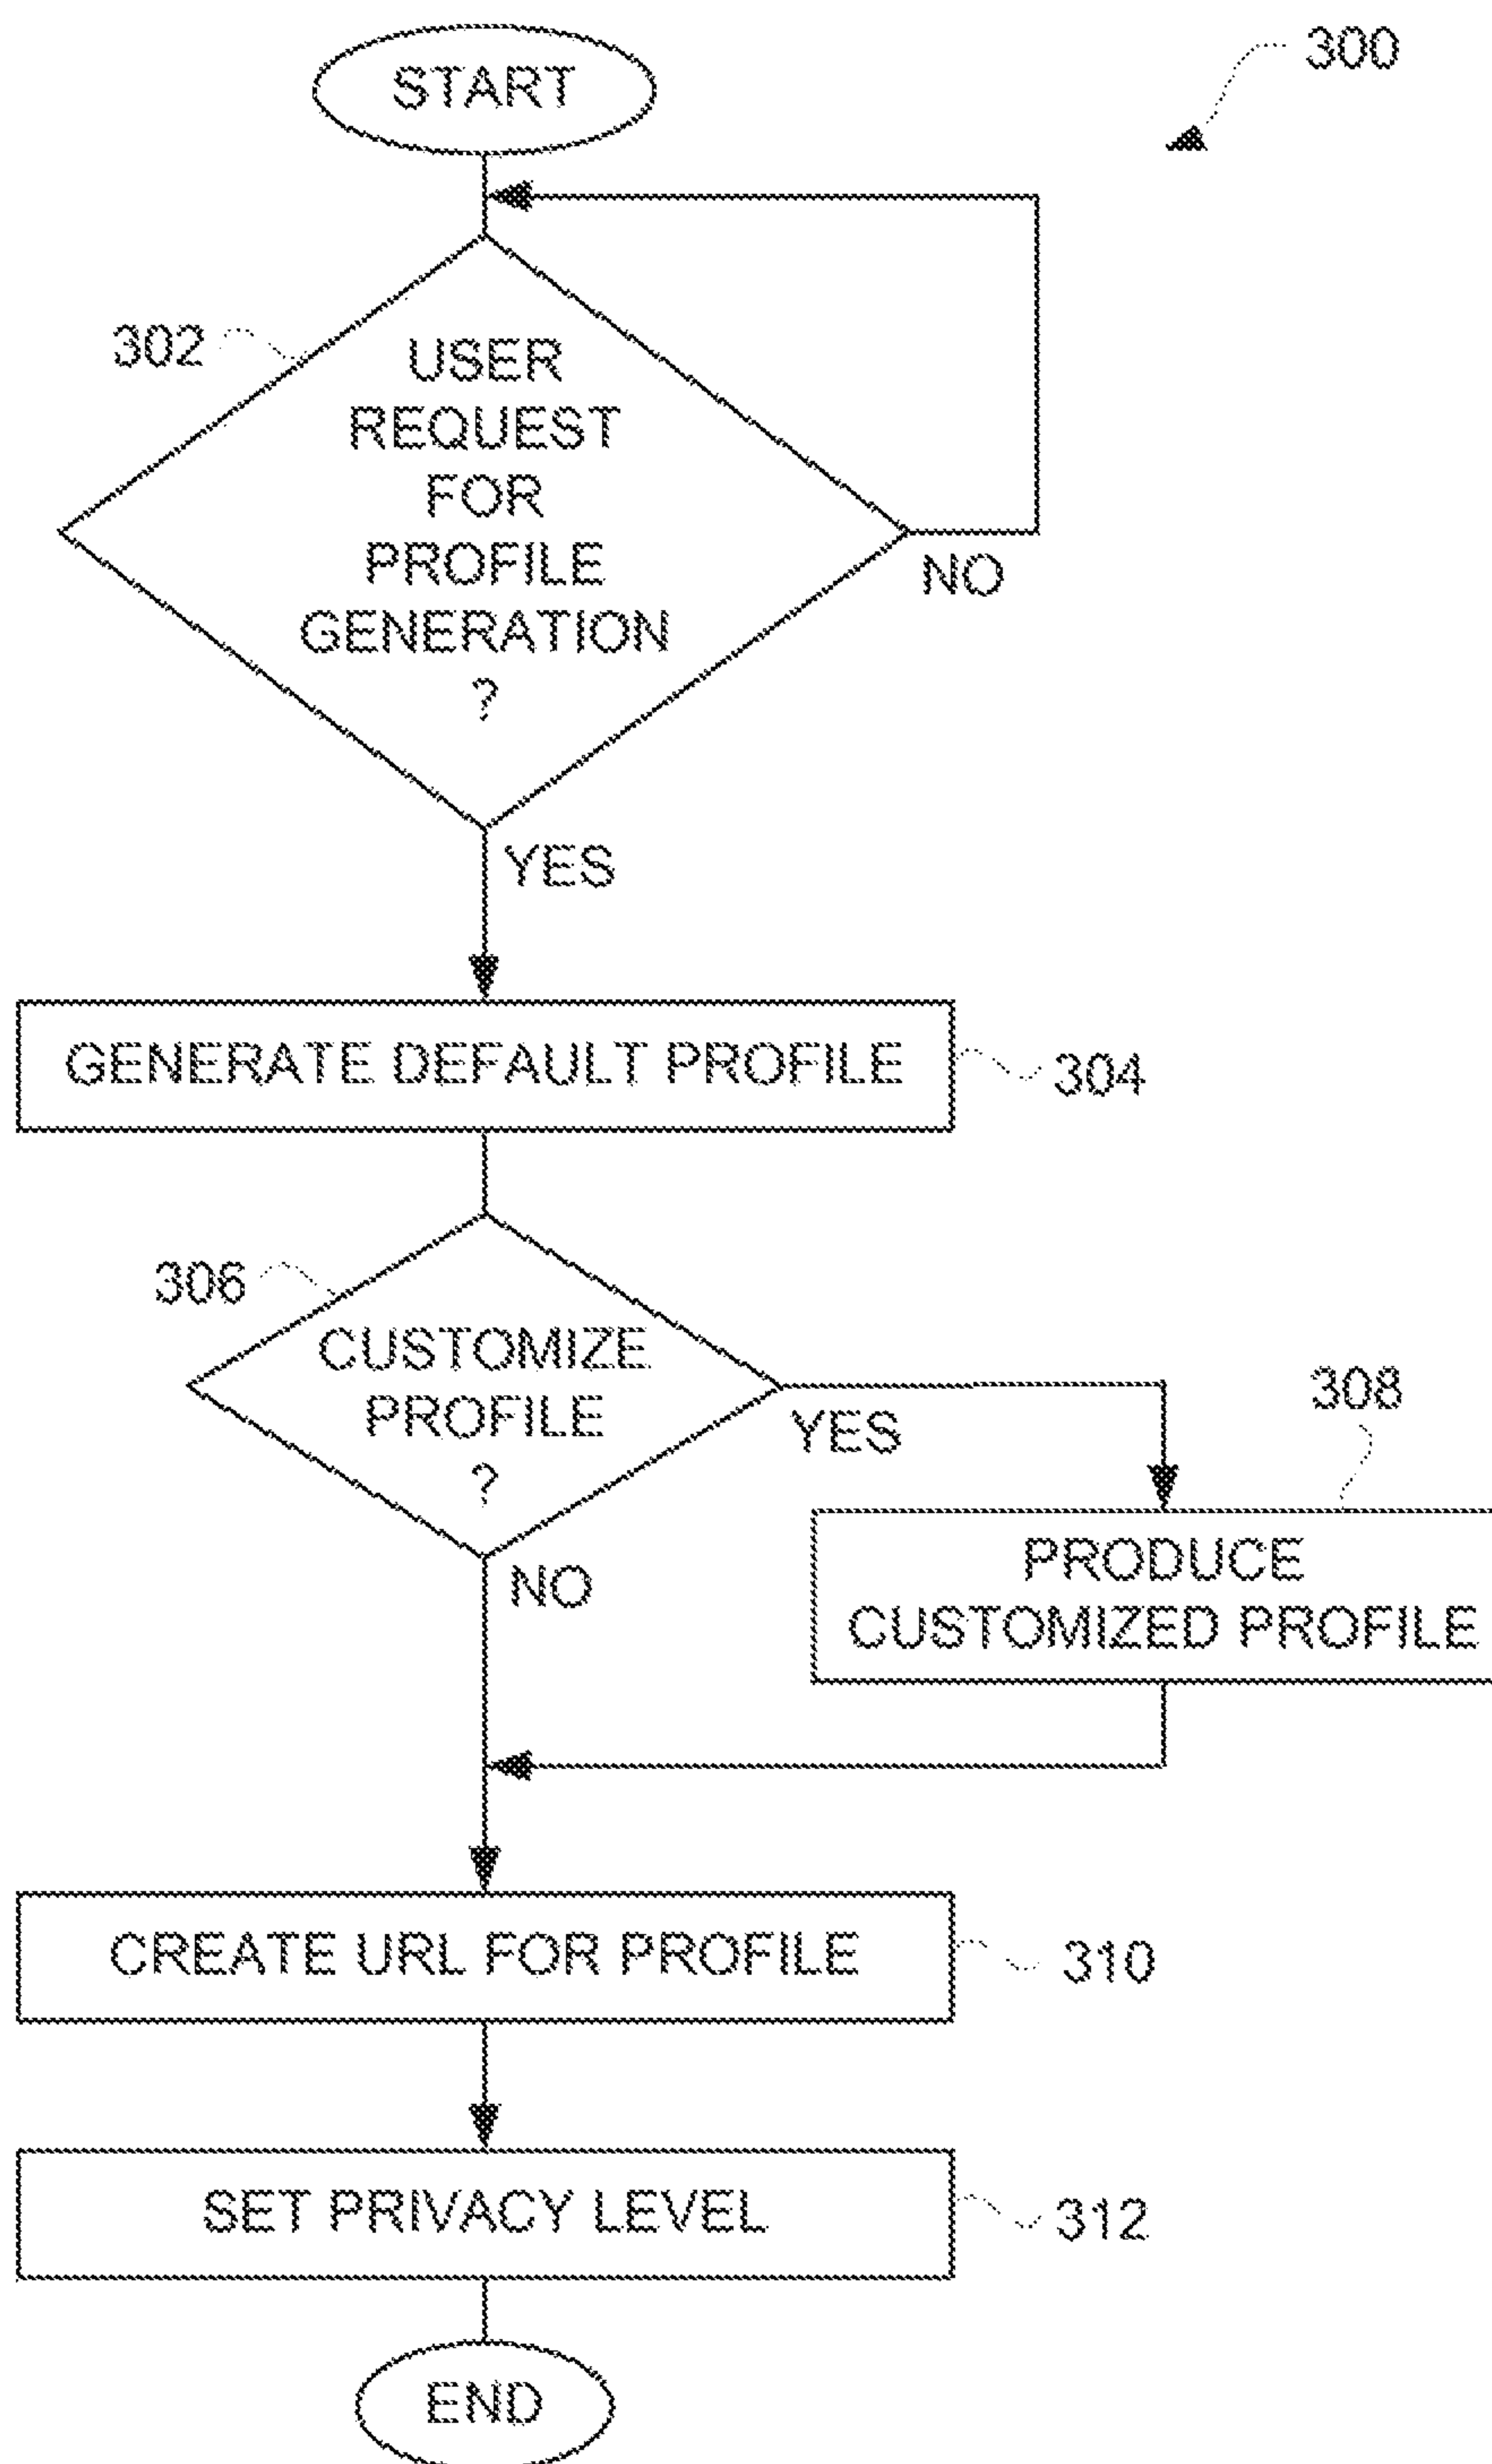 START
300
302
USER
REQUEST
FOR
PROFILE
GENERATION
?
NO
YES
GENERATE DEFAULT PROFILE
304
306
CUSTOMIZE
PROFILE
?
YES
308
NO
PRODUCE
CUSTOMIZED PROFILE
CREATE URL FOR PROFILE
310
SET PRIVACY LEVEL
312
END